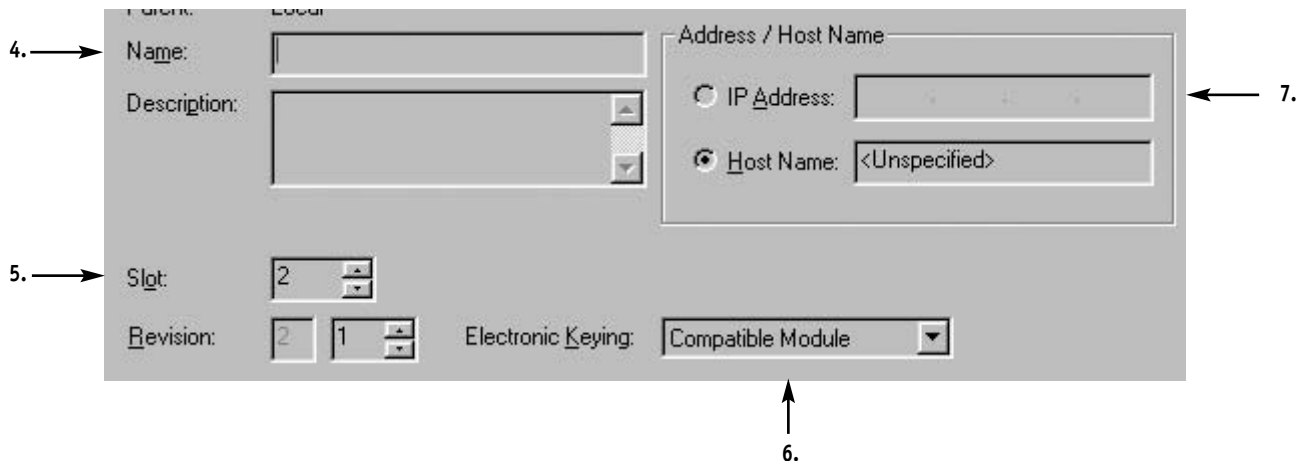 4.
Name:
Description:
5.
Slot:
2
Revision:
2
1
Electronic Keying:
Compatible Module
6.
Address / Host Name
IP Address:
7.
Host Name:
<Unspecified>